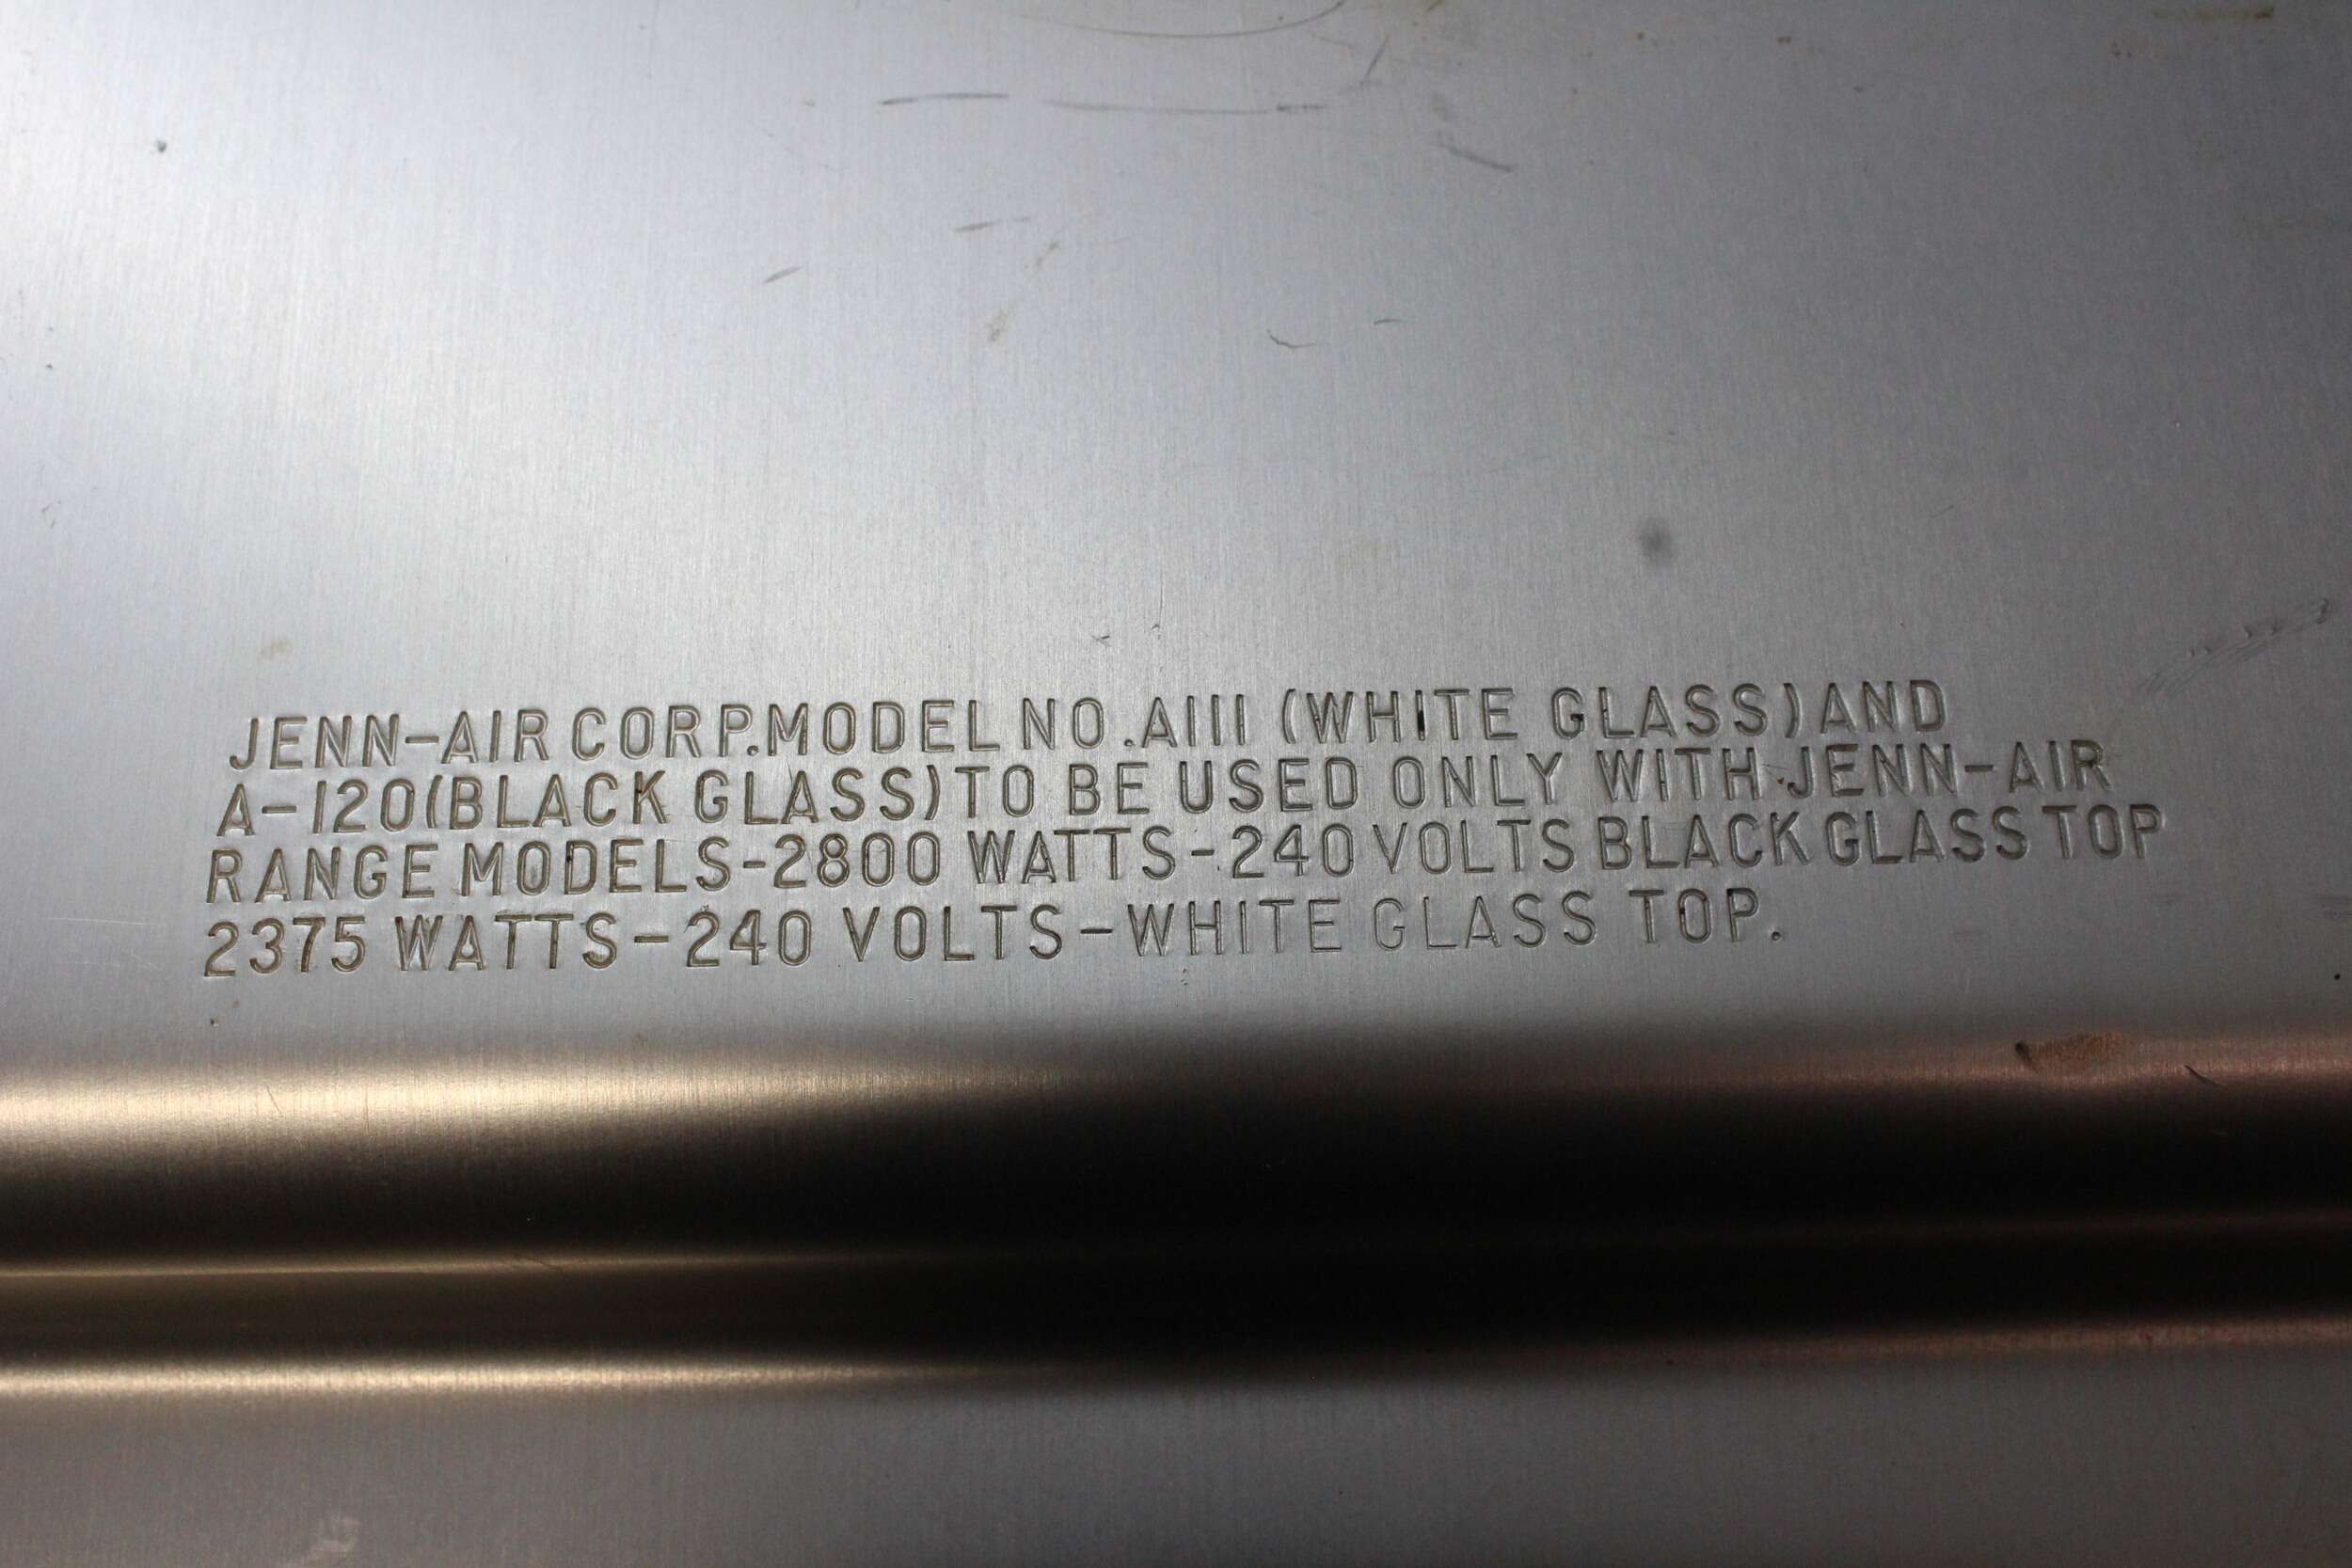 JENN-AIR CORP. MODEL NO. A111 (WHITE GLASS) AND
A-120 (BLACK GLASS) TO BE USED ONLY WITH JENN-AIR
RANGE MODELS-2800 WATTS-240 VOLTS BLACK GLASS TOP
2375 WATTS-240 VOLTS-WHITE GLASS TOP.